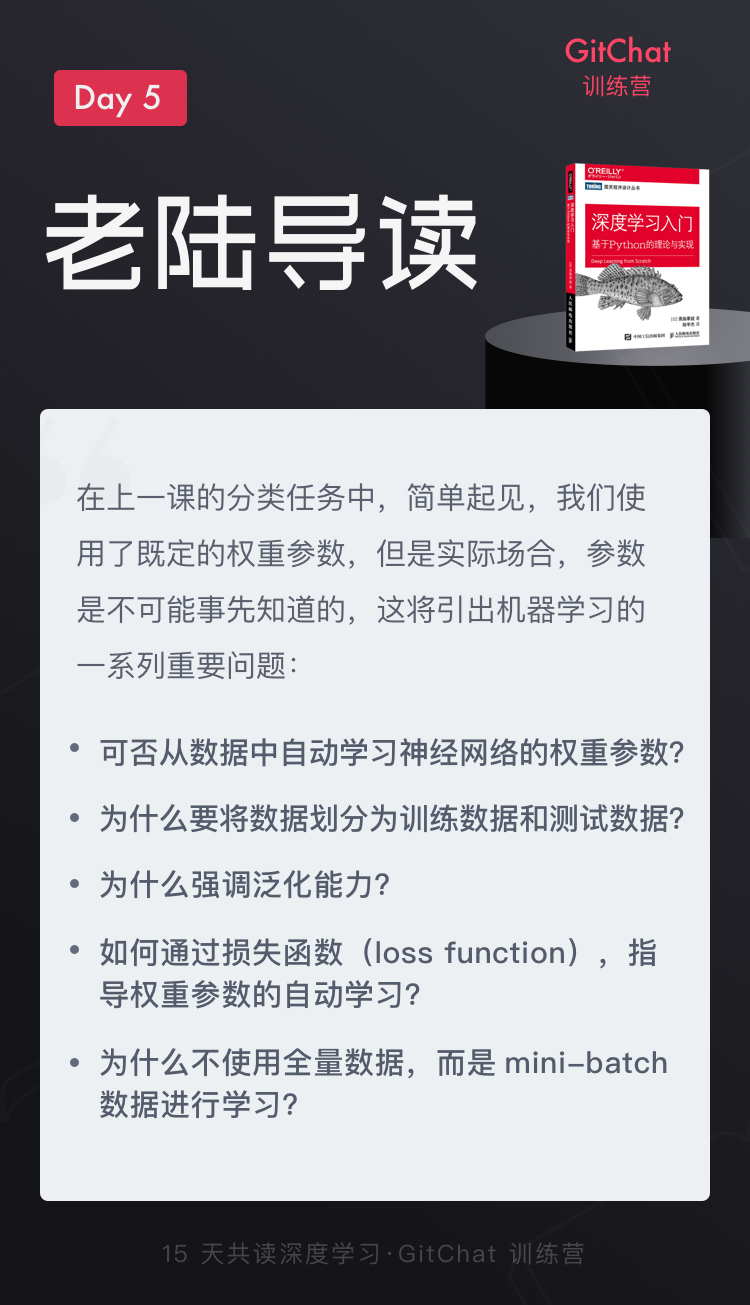 GitChat
训练营
Day 5
老陆导读
O'REILLY
TURING 图灵程序设计丛书
深度学习入门
基于Python的理论与实现
Deep Learning from Scratch
中国工信出版集团
人民邮电出版社
在上一课的分类任务中，简单起见，我们使
用了既定的权重参数，但是实际场合，参数
是不可能事先知道的，这将引出机器学习的
一系列重要问题：
• 可否从数据中自动学习神经网络的权重参数？
• 为什么要将数据划分为训练数据和测试数据？
• 为什么强调泛化能力？
• 如何通过损失函数（loss function），指
导权重参数的自动学习？
• 为什么不使用全量数据，而是 mini-batch
数据进行学习？
15 天共读深度学习·GitChat 训练营